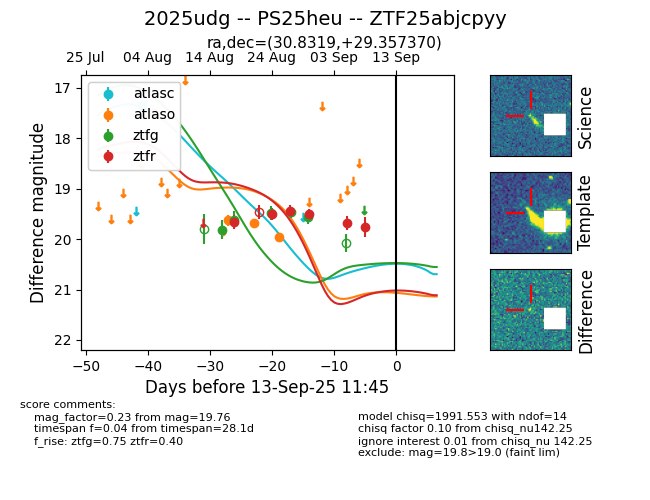 2025udg -- PS25heu -- ZTF25abjcpyy
ra,dec=(30.8319,+29.357370)
25 Jul 04 Aug 14 Aug 24 Aug 03 Sep 13 Sep
17
18
19
20
21
22
Difference magnitude
atlasc
atlaso
ztfg
ztfr
−50 −40 −30 −20 −10 0
Days before 13-Sep-25 11:45
Science
Template
Difference
score comments:
mag_factor=0.23 from mag=19.76
timespan f=0.04 from timespan=28.1d
f_rise: ztfg=0.75 ztfr=0.40
model chisq=1991.553 with ndof=14
chisq factor 0.10 from chisq_nu142.25
ignore interest 0.01 from chisq_nu 142.25
exclude: mag=19.8>19.0 (faint lim)